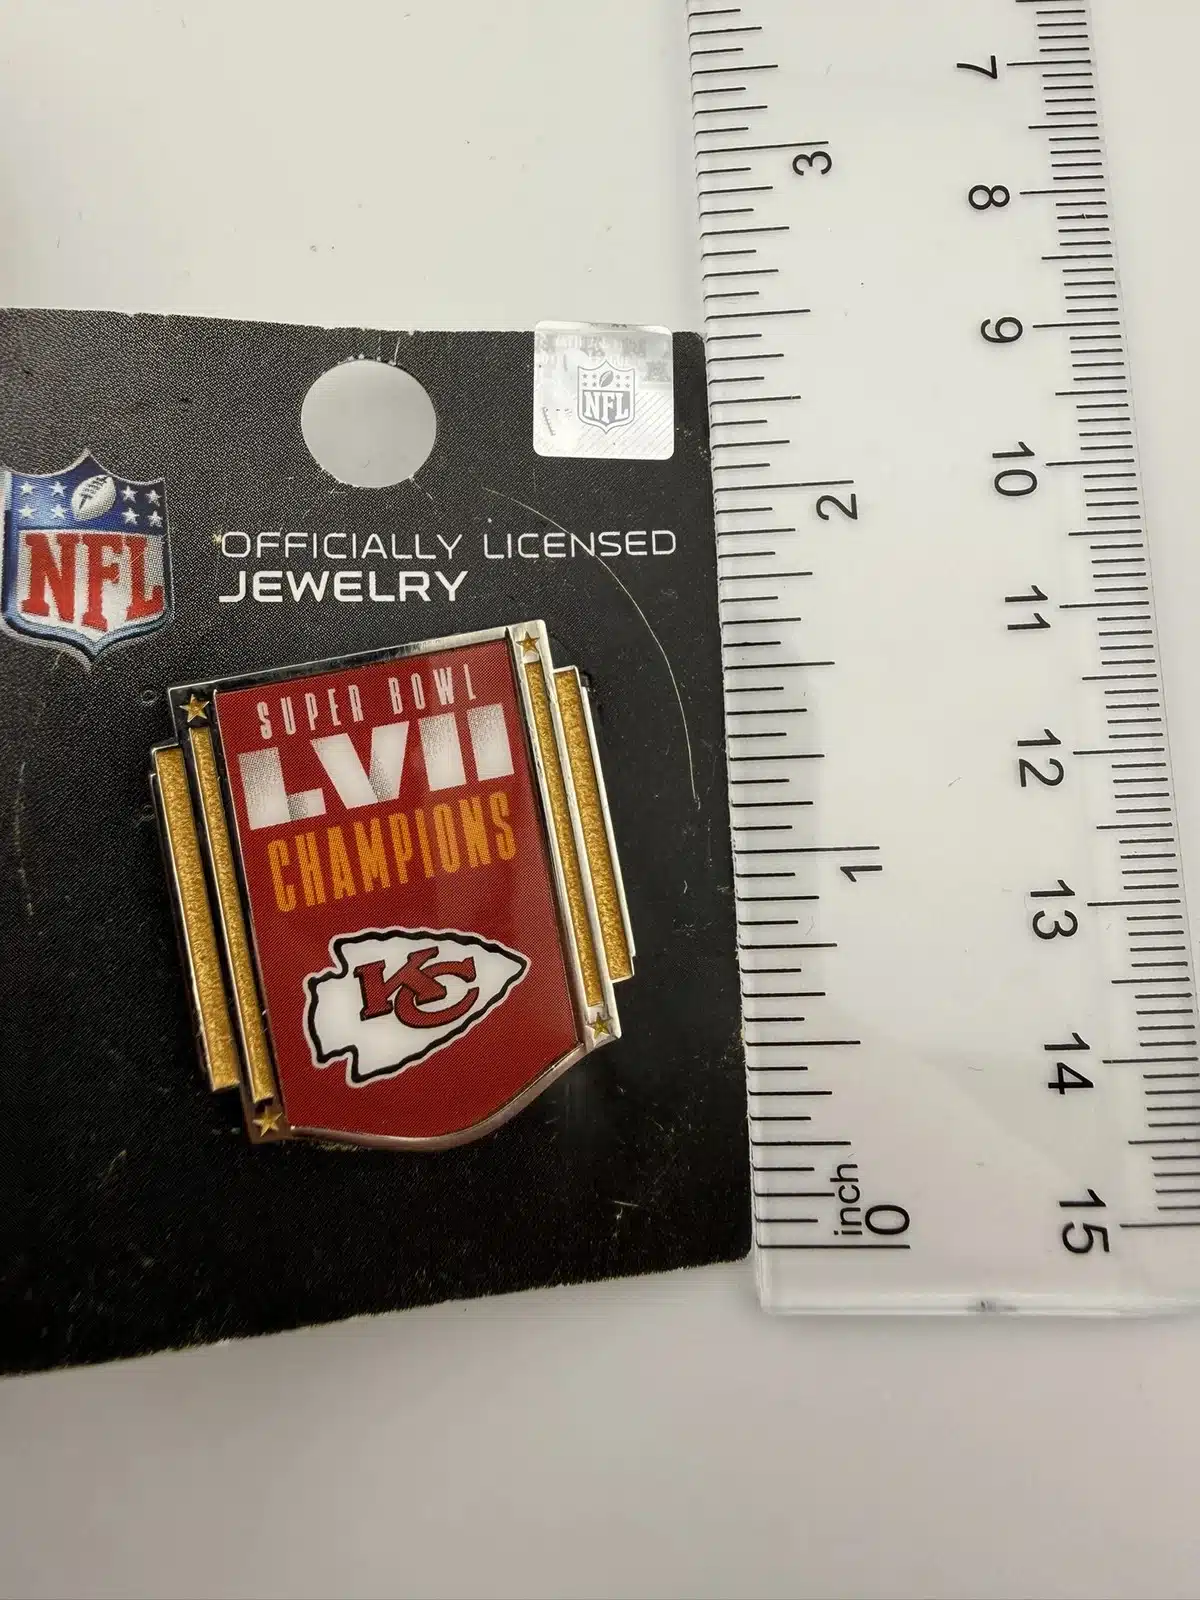 NFL
NFL
OFFICIALLY LICENSED
JEWELRY
SUPER BOWL
LVII
CHAMPIONS
KC
7
3
8
9
10
2
11
12
1
13
14
inch
0
15